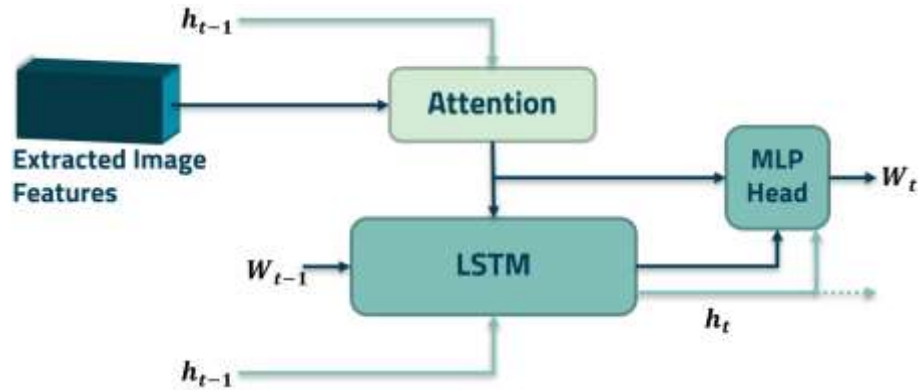 h_{t-1}
Attention
Extracted Image
Features
MLP
Head
W_t
LSTM
W_{t-1}
h_t
h_{t-1}